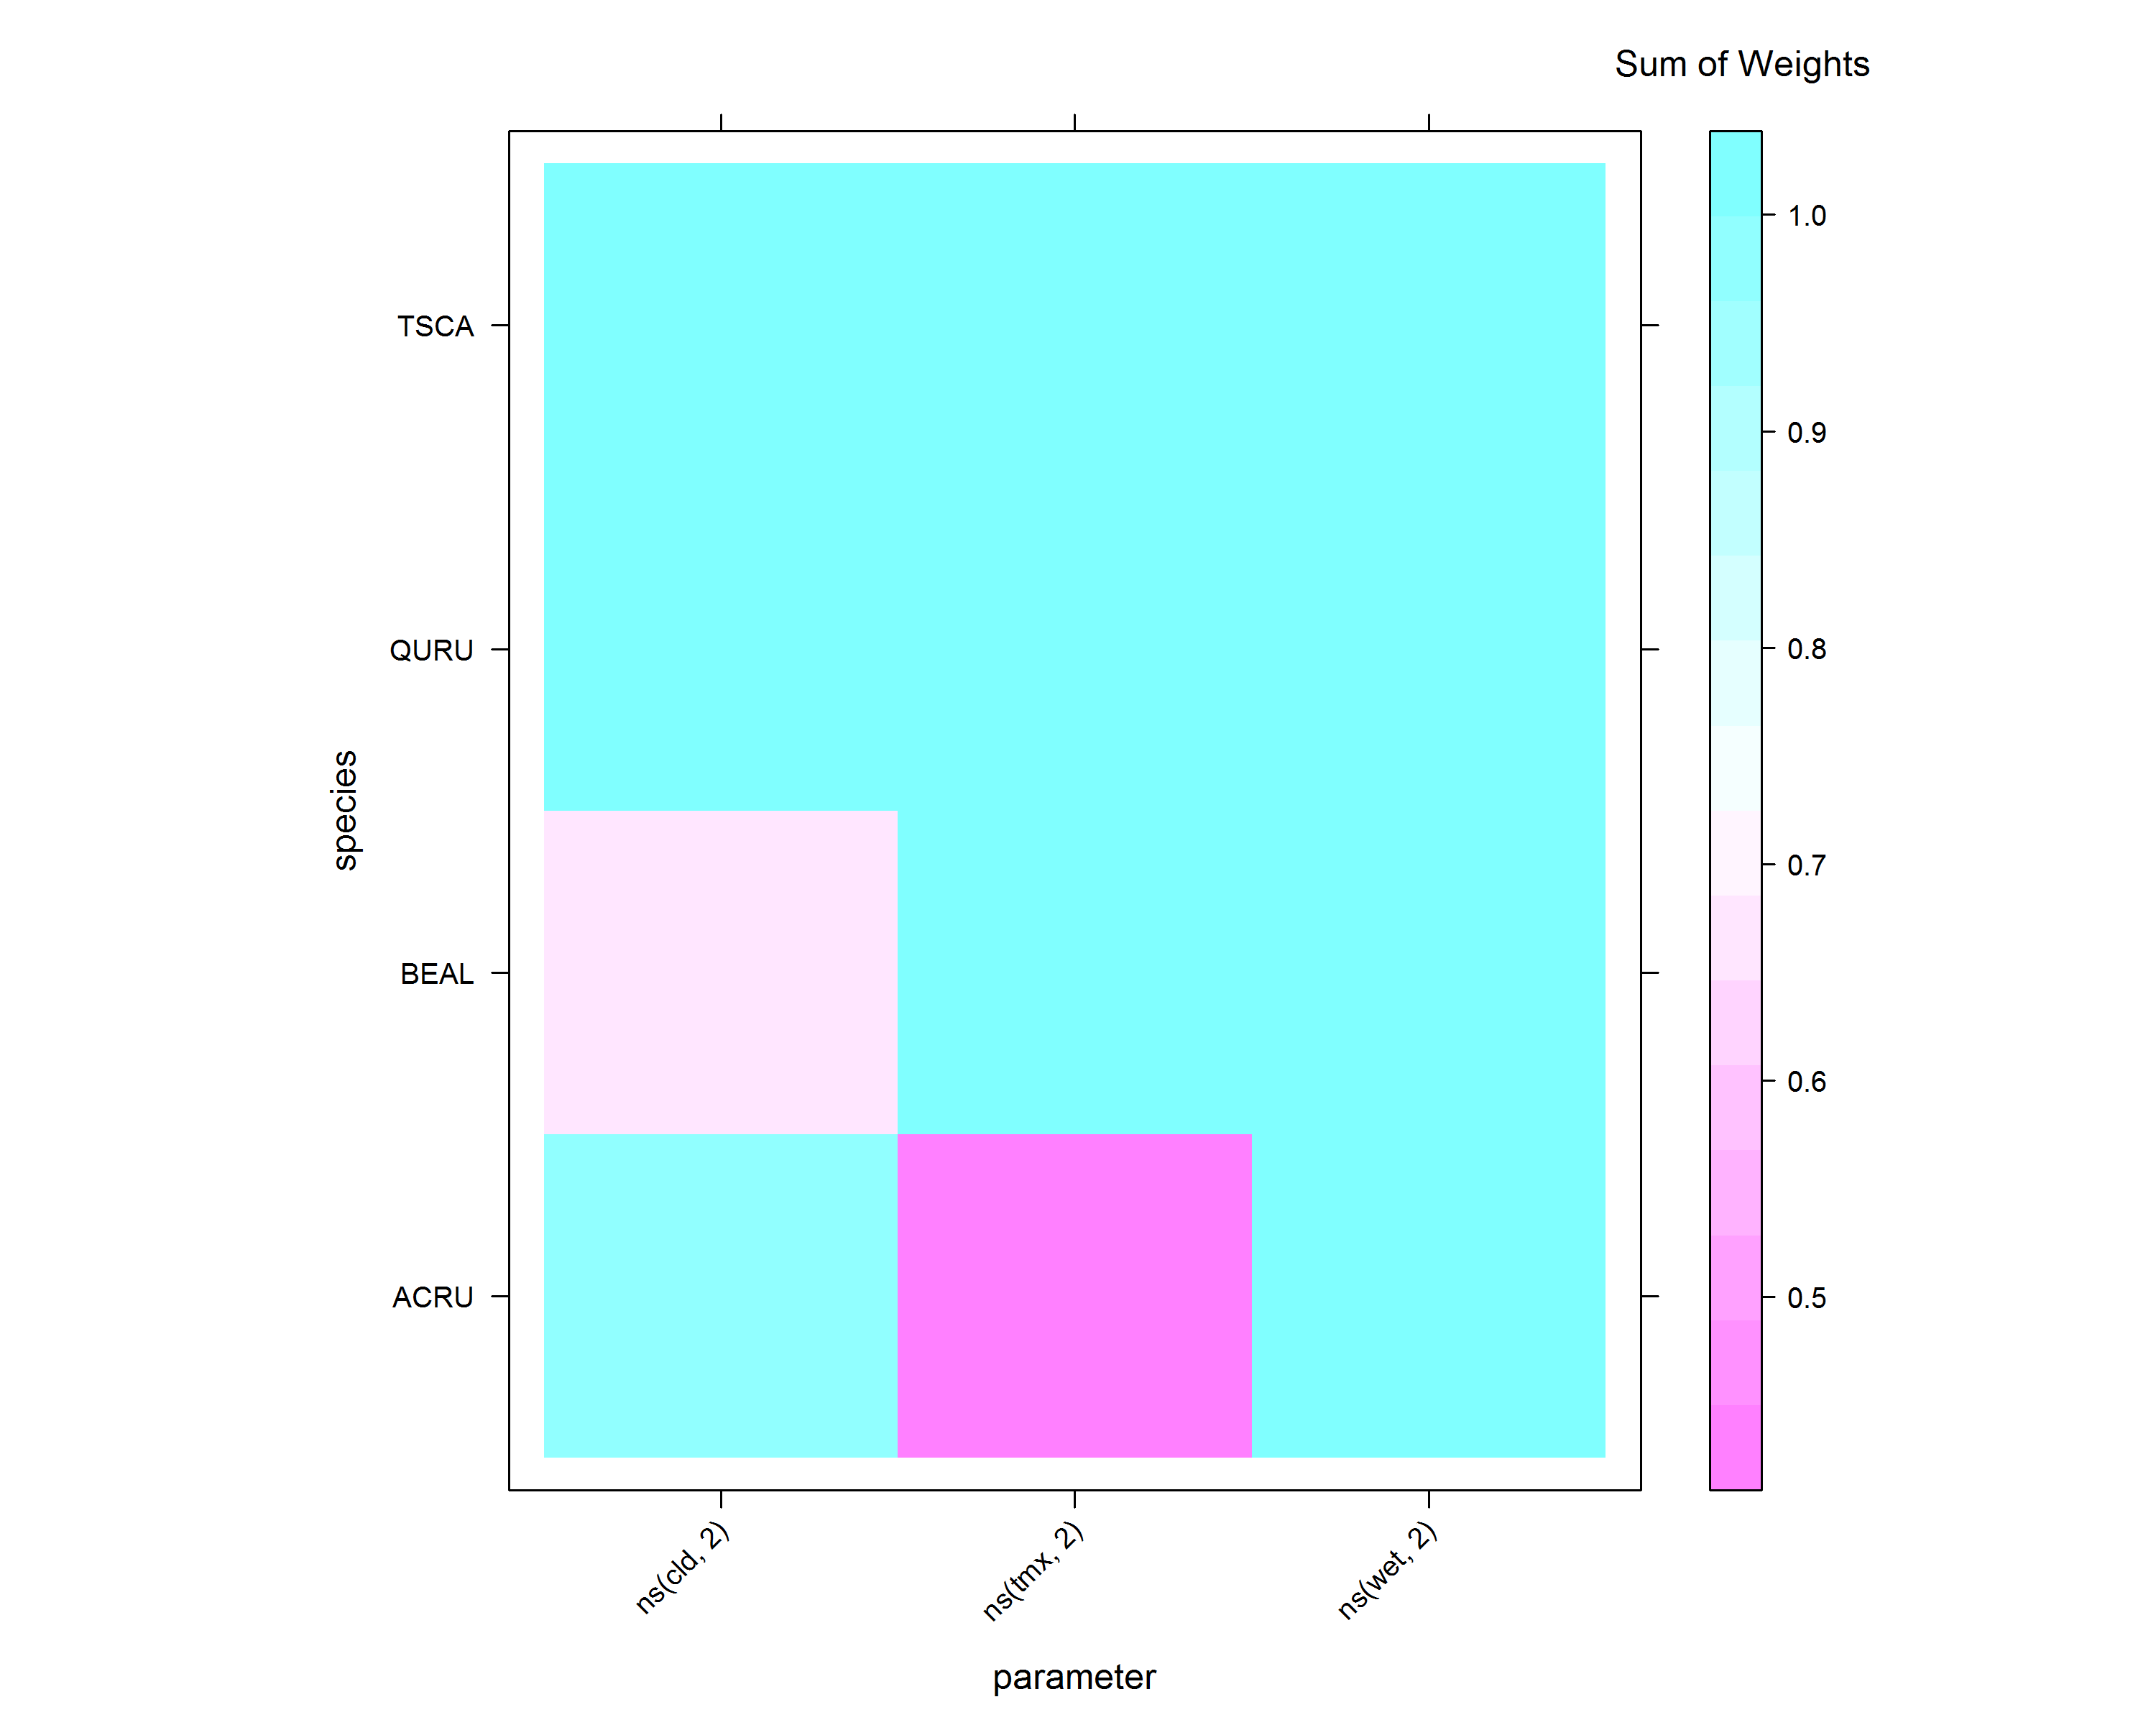 Sum of Weights
1.0
0.9
0.8
0.7
0.6
0.5
TSCA
QURU
BEAL
ACRU
species
ns(cld, 2)
ns(tmx, 2)
ns(wet, 2)
parameter